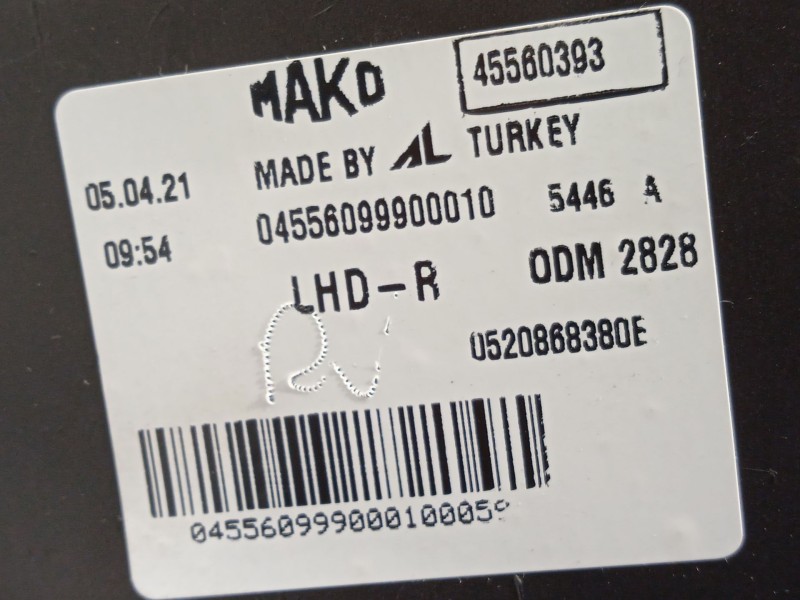 MAKO
45560393
05.04.21
MADE BY AL TURKEY
09:54
04556099900010
5446 A
LHD-R
ODM 2828
0520868380E
045560999000100059